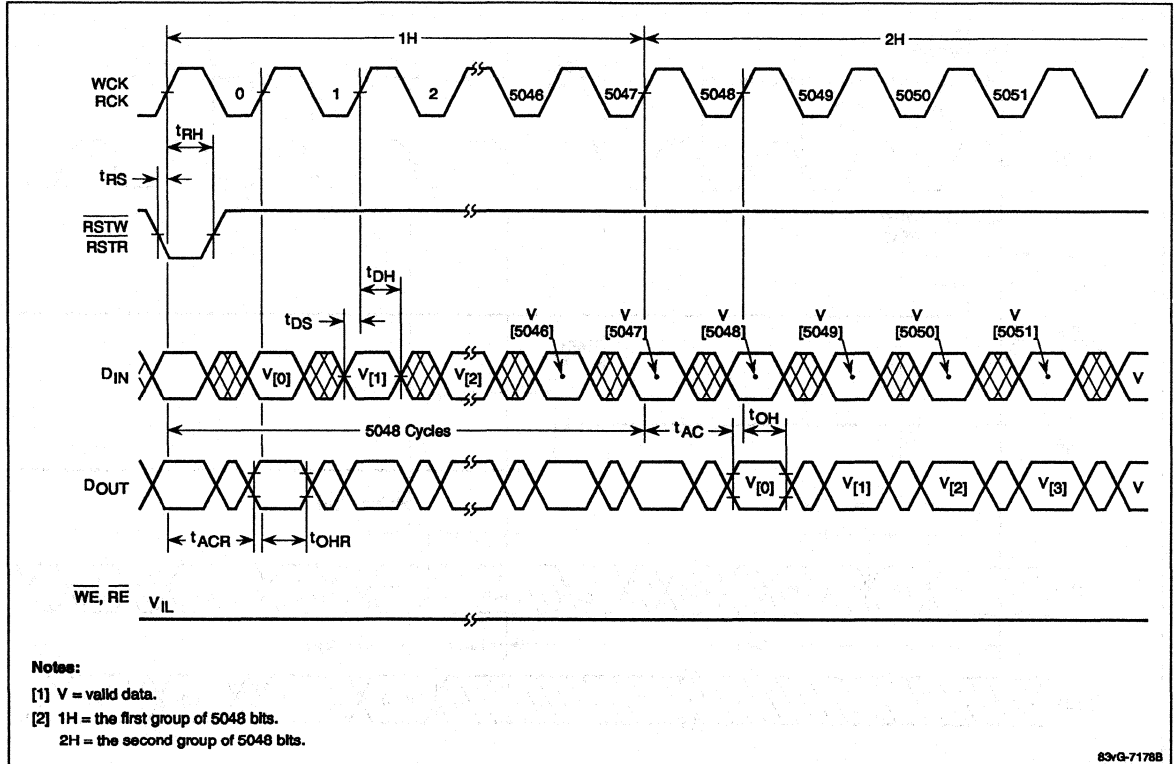 1H 2H
WCK
RCK
0 1 2 5046 5047 5048 5049 5050 5051
tRH
tRS
RSTW
RSTR
tDH
tDS
V [5046] V [5047] V [5048] V [5049] V [5050] V [5051]
DIN
V[0] V[1] V[2] V
5048 Cycles tAC tOH
DOUT
V[0] V[1] V[2] V[3] V
tACR tOHR
WE, RE VIL
Notes:
[1] V = valid data.
[2] 1H = the first group of 5048 bits.
2H = the second group of 5048 bits.
83vG-7178B